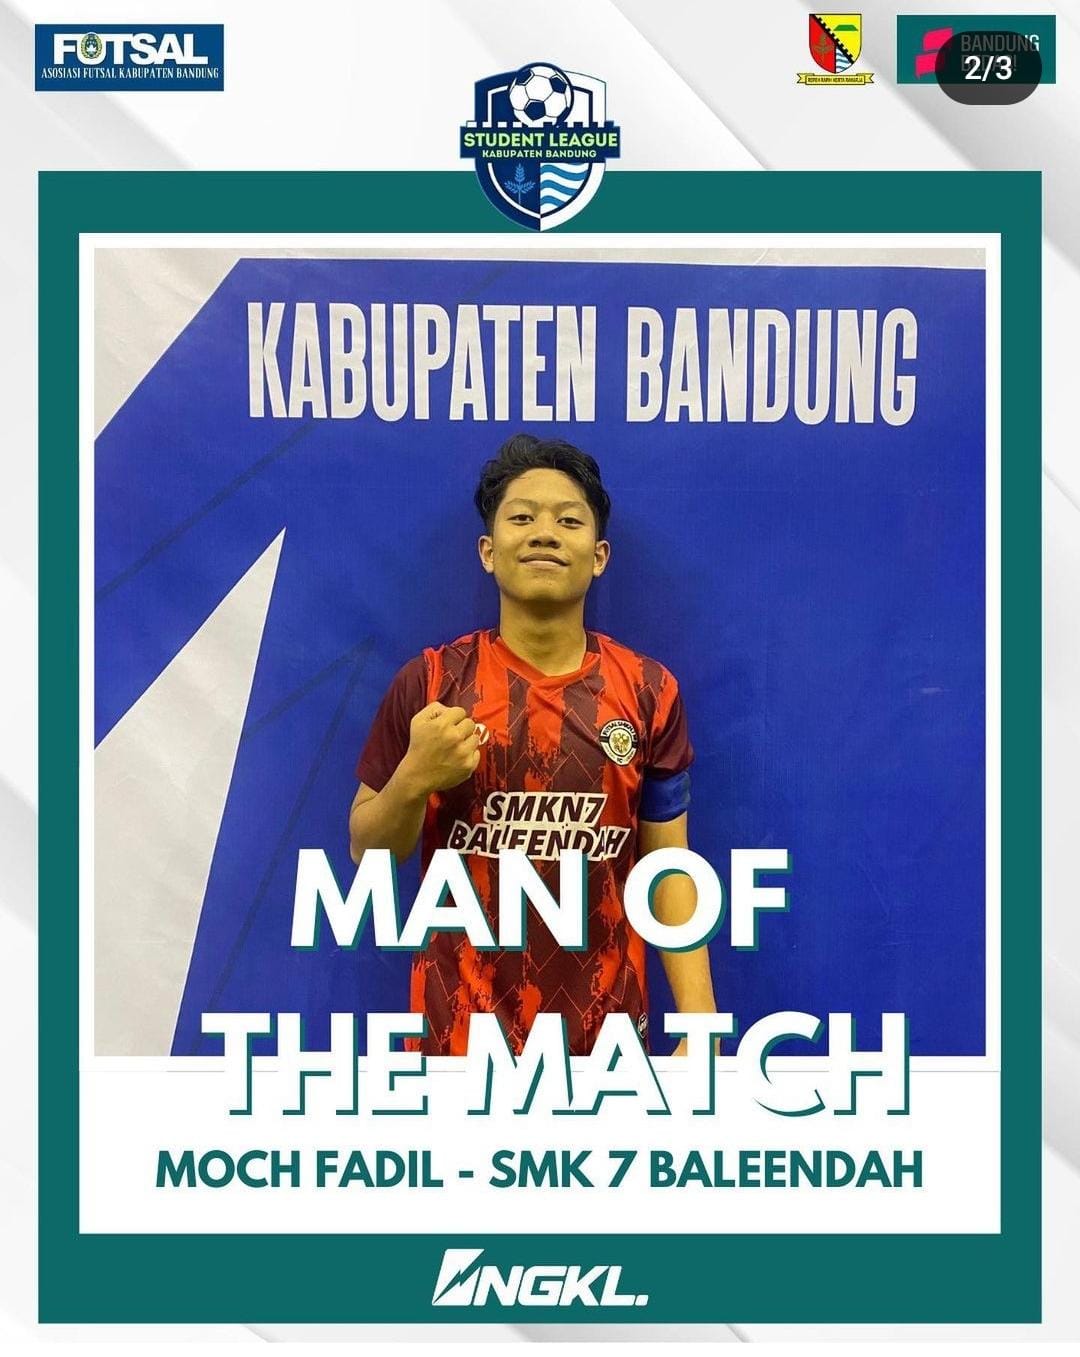 FUTSAL
ASOSIASI FUTSAL KABUPATEN BANDUNG
BANDUNG
2/3
STUDENT LEAGUE
KABUPATEN BANDUNG
KABUPATEN BANDUNG
SMKN7
BALEENDAH
MAN OF
THE MATCH
MOCH FADIL - SMK 7 BALEENDAH
ENGKL.